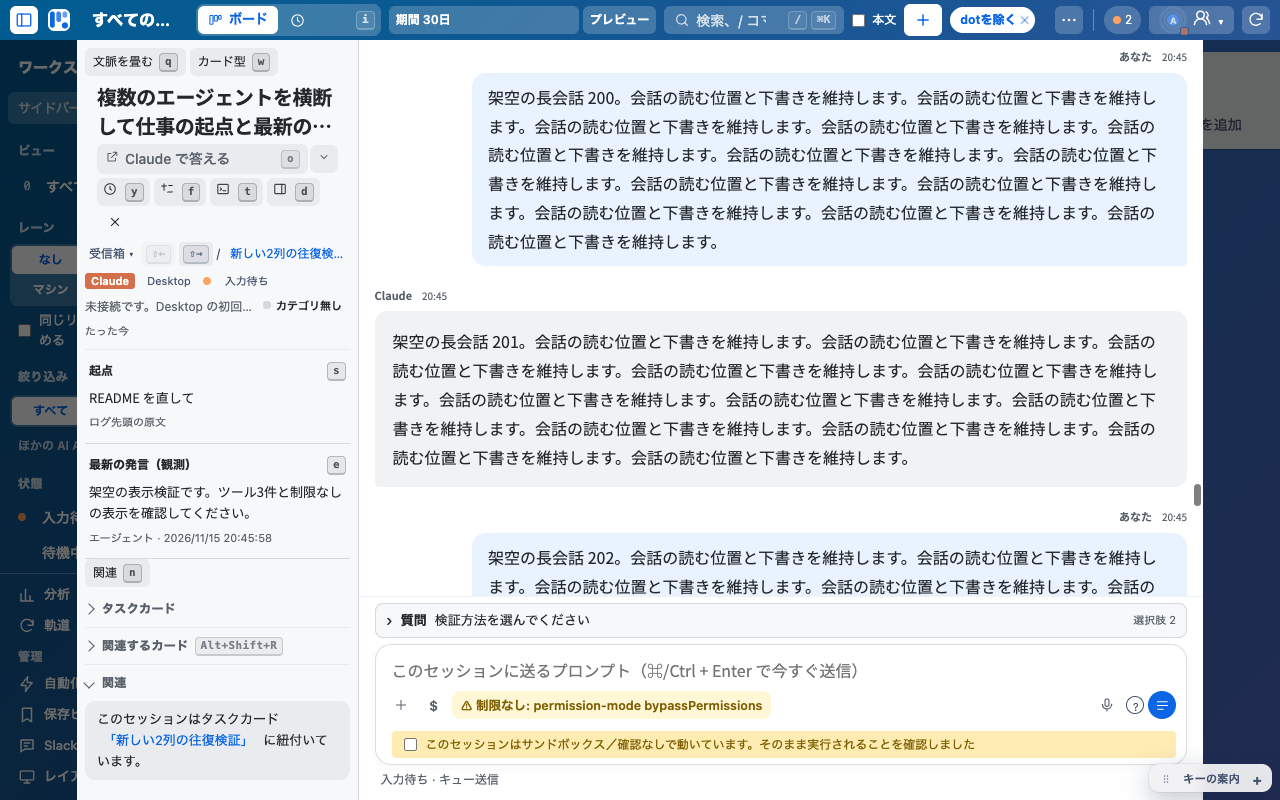 すべての...
ボード
i
期間 30日
プレビュー
検索、/ コマ
/
⌘K
本文
+
dotを除く ×
...
2
A
ワークス
サイドバー
ビュー
0 すべて
レーン
なし
マシン
同じリ
める
絞り込み
すべて
ほかの AI A
状態
入力待
待機中
分析
軌道
管理
自動化
保存ビ
Slack
レイア
文脈を畳む q
カード型 w
複数のエージェントを横断
して仕事の起点と最新の…
Claude で答える o
y
f
t
d
×
受信箱
⇧←
⇧→
/ 新しい2列の往復検...
Claude Desktop 入力待ち
未接続です。Desktop の初回... カテゴリ無し
たった今
起点 s
README を直して
ログ先頭の原文
最新の発言（観測） e
架空の表示検証です。ツール3件と制限なし
の表示を確認してください。
エージェント · 2026/11/15 20:45:58
関連 n
タスクカード
関連するカード Alt+Shift+R
関連
このセッションはタスクカード
「新しい2列の往復検証」 に紐付いて
います。
あなた 20:45
架空の長会話 200。会話の読む位置と下書きを維持します。会話の読む位置と下書きを維持し
ます。会話の読む位置と下書きを維持します。会話の読む位置と下書きを維持します。会話の
読む位置と下書きを維持します。会話の読む位置と下書きを維持します。会話の読む位置と下
書きを維持します。会話の読む位置と下書きを維持します。会話の読む位置と下書きを維持し
ます。会話の読む位置と下書きを維持します。会話の読む位置と下書きを維持します。会話の
読む位置と下書きを維持します。
Claude 20:45
架空の長会話 201。会話の読む位置と下書きを維持します。会話の読む位置と下書きを維持します。会話の
読む位置と下書きを維持します。会話の読む位置と下書きを維持します。会話の読む位置と下書きを維持し
ます。会話の読む位置と下書きを維持します。会話の読む位置と下書きを維持します。会話の読む位置と下
書きを維持します。会話の読む位置と下書きを維持します。会話の読む位置と下書きを維持します。会話の
読む位置と下書きを維持します。会話の読む位置と下書きを維持します。
あなた 20:45
架空の長会話 202。会話の読む位置と下書きを維持します。会話の読む位置と下書きを維持し
ます。会話の読む位置と下書きを維持します。会話の読む位置と下書きを維持します。会話の
質問 検証方法を選んでください 選択肢 2
このセッションに送るプロンプト（⌘/Ctrl + Enter で今すぐ送信）
+ $ ⚠ 制限なし: permission-mode bypassPermissions ?
このセッションはサンドボックス／確認なしで動いています。そのまま実行されることを確認しました
入力待ち · キュー送信
を追加
キーの案内 +